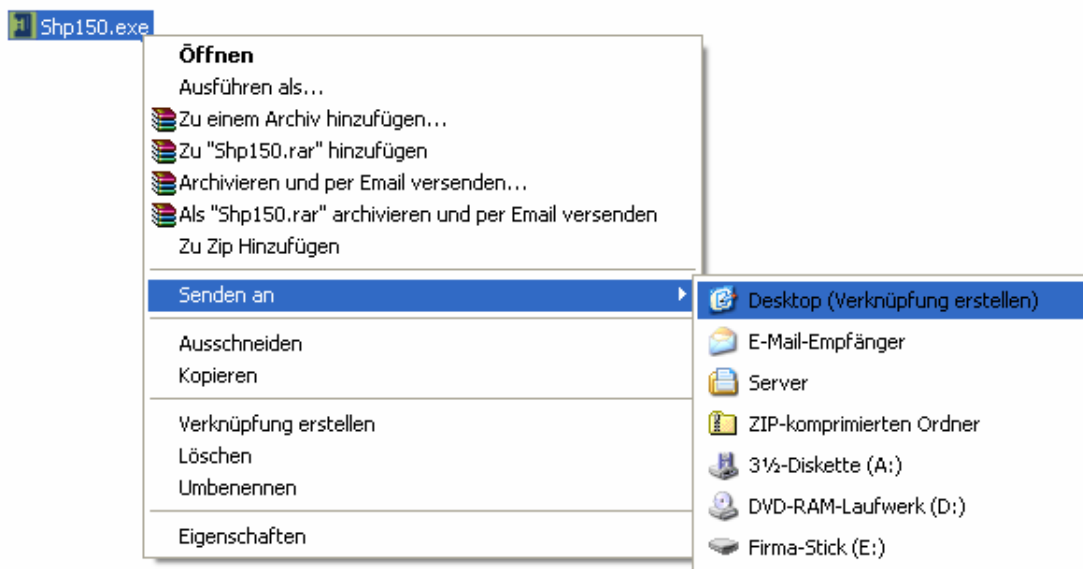 Shp150.exe
Öffnen
Ausführen als...
Zu einem Archiv hinzufügen...
Zu "Shp150.rar" hinzufügen
Archivieren und per Email versenden...
Als "Shp150.rar" archivieren und per Email versenden
Zu Zip Hinzufügen
Senden an
Ausschneiden
Kopieren
Verknüpfung erstellen
Löschen
Umbenennen
Eigenschaften
Desktop (Verknüpfung erstellen)
E-Mail-Empfänger
Server
ZIP-komprimierten Ordner
3½-Diskette (A:)
DVD-RAM-Laufwerk (D:)
Firma-Stick (E:)